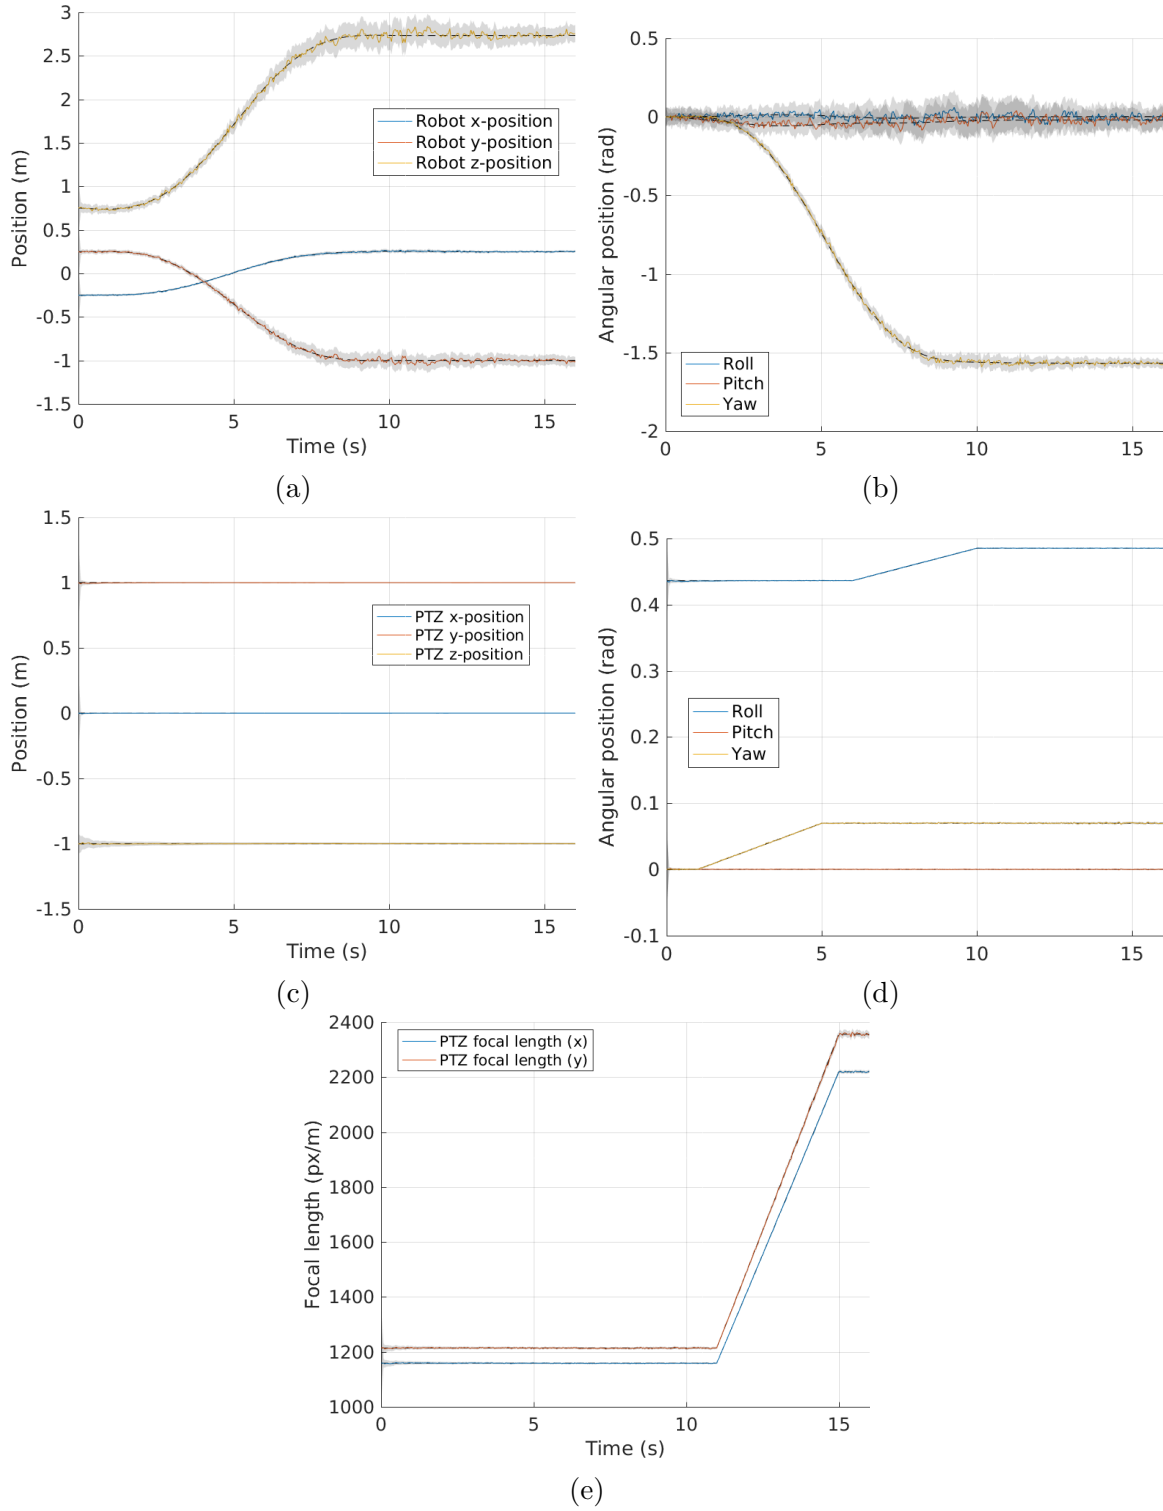 3
2.5
2
1.5
1
0.5
0
-0.5
-1
-1.5
Position (m)
Robot x-position
Robot y-position
Robot z-position
0 5 10 15
Time (s)
(a)
0.5
0
-0.5
-1
-1.5
-2
Angular position (rad)
Roll
Pitch
Yaw
0 5 10 15
(b)
1.5
1
0.5
0
-0.5
-1
-1.5
Position (m)
PTZ x-position
PTZ y-position
PTZ z-position
0 5 10 15
Time (s)
(c)
0.5
0.4
0.3
0.2
0.1
0
-0.1
Angular position (rad)
Roll
Pitch
Yaw
0 5 10 15
(d)
2400
2200
2000
1800
1600
1400
1200
1000
Focal length (px/m)
PTZ focal length (x)
PTZ focal length (y)
0 5 10 15
Time (s)
(e)